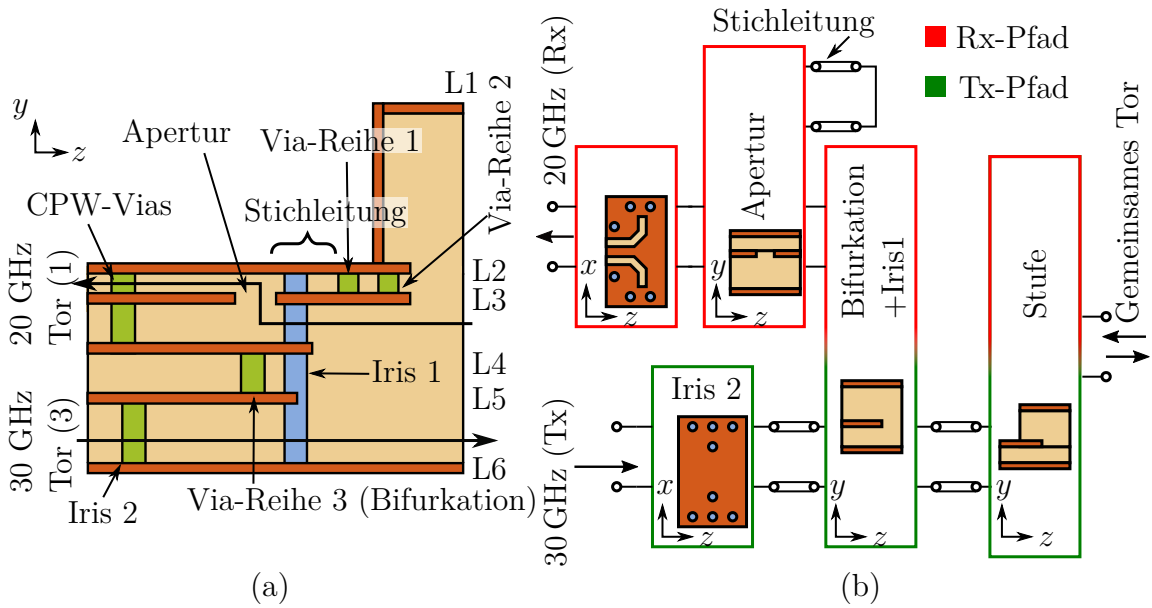 y
z
L1
Apertur
Via-Reihe 1
Via-Reihe 2
CPW-Vias
Stichleitung
20 GHz
Tor (1)
L2
L3
Iris 1
L4
L5
30 GHz
Tor (3)
L6
Iris 2
Via-Reihe 3 (Bifurkation)
(a)
Stichleitung
Rx-Pfad
Tx-Pfad
20 GHz (Rx)
x
z
Apertur
y
z
Bifurkation
+Iris1
y
z
Stufe
y
z
Gemeinsames Tor
30 GHz (Tx)
Iris 2
x
z
(b)